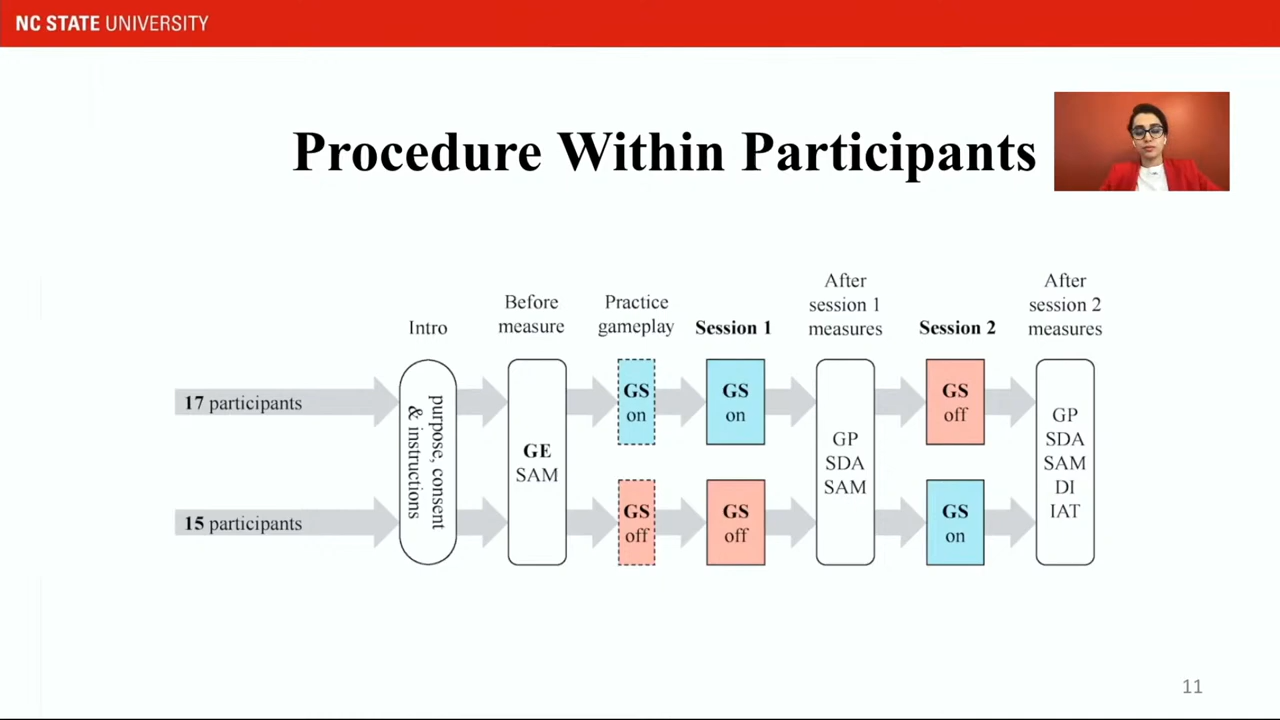 NC STATE UNIVERSITY
Procedure Within Participants
Intro
Before
measure
Practice
gameplay
Session 1
After
session 1
measures
Session 2
After
session 2
measures
17 participants
15 participants
purpose, consent
& instructions
GE
SAM
GS
on
GS
off
GS
on
GS
off
GP
SDA
SAM
GS
off
GS
on
GP
SDA
SAM
DI
IAT
11